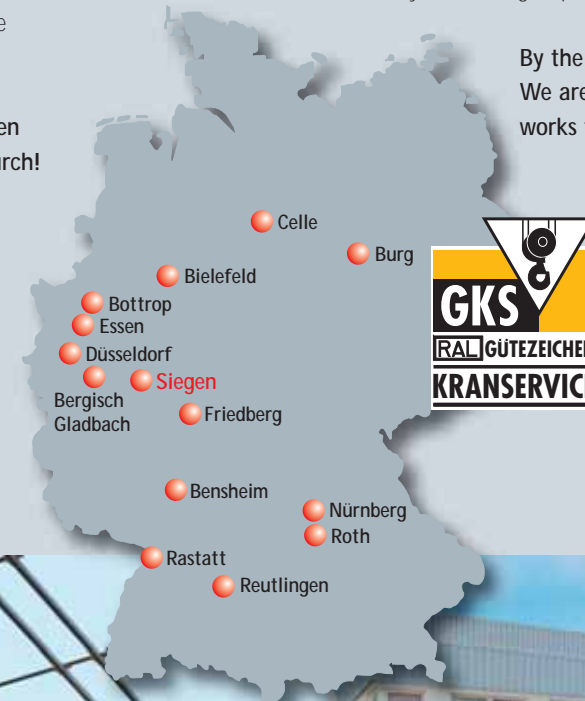 e
en
rch!
By the
We are
works
Celle
Burg
Bielefeld
Bottrop
Essen
Düsseldorf
Siegen
Bergisch
Gladbach
Friedberg
Bensheim
Nürnberg
Roth
Rastatt
Reutlingen
GKS
RAL GÜTEZEICHEN
KRANSERVIC